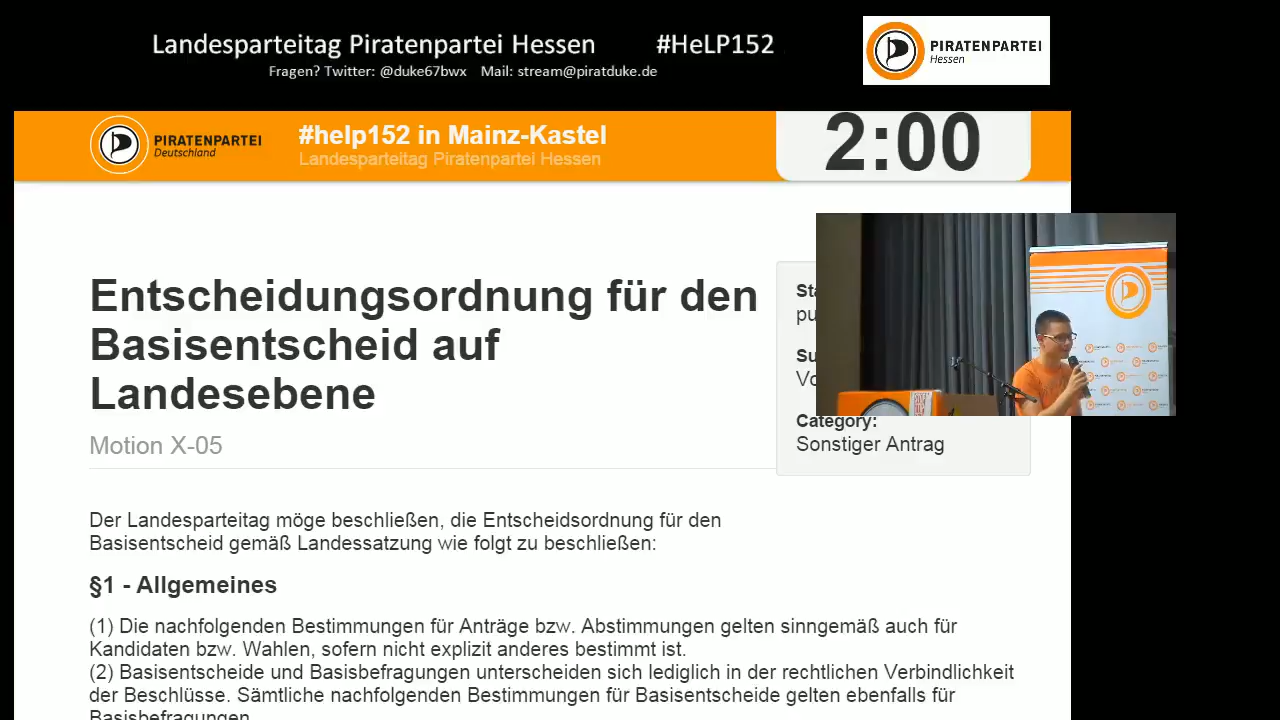 Landesparteitag Piratenpartei Hessen #HeLP152
Fragen? Twitter: @duke67bwx Mail: stream@piratduke.de
PIRATENPARTEI
Hessen
PIRATENPARTEI
Deutschland
#help152 in Mainz-Kastel
Landesparteitag Piratenpartei Hessen
2:00
Entscheidungsordnung für den
Basisentscheid auf
Landesebene
Motion X-05
Category:
Sonstiger Antrag
Der Landesparteitag möge beschließen, die Entscheidsordnung für den
Basisentscheid gemäß Landessatzung wie folgt zu beschließen:
§1 - Allgemeines
(1) Die nachfolgenden Bestimmungen für Anträge bzw. Abstimmungen gelten sinngemäß auch für
Kandidaten bzw. Wahlen, sofern nicht explizit anderes bestimmt ist.
(2) Basisentscheide und Basisbefragungen unterscheiden sich lediglich in der rechtlichen Verbindlichkeit
der Beschlüsse. Sämtliche nachfolgenden Bestimmungen für Basisentscheide gelten ebenfalls für
Basisbefragungen